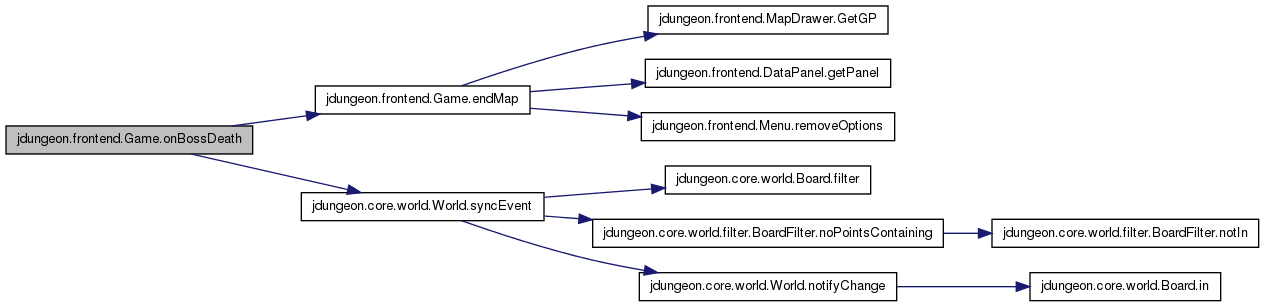 jdungeon.frontend.MapDrawer.GetGP
jdungeon.frontend.DataPanel.getPanel
jdungeon.frontend.Game.endMap
jdungeon.frontend.Menu.removeOptions
jdungeon.frontend.Game.onBossDeath
jdungeon.core.world.Board.filter
jdungeon.core.world.World.syncEvent
jdungeon.core.world.filter.BoardFilter.noPointsContaining
jdungeon.core.world.filter.BoardFilter.notIn
jdungeon.core.world.World.notifyChange
jdungeon.core.world.Board.in